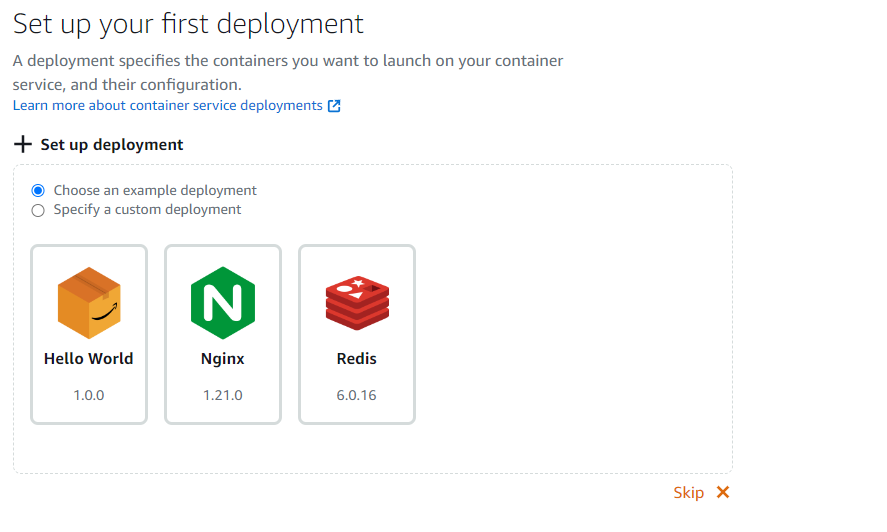 Set up your first deployment
A deployment specifies the containers you want to launch on your container
service, and their configuration.
Learn more about container service deployments
Set up deployment
Choose an example deployment
Specify a custom deployment
N
Hello World
Nginx
Redis
1.0.0
1.21.0
6.0.16
Skip